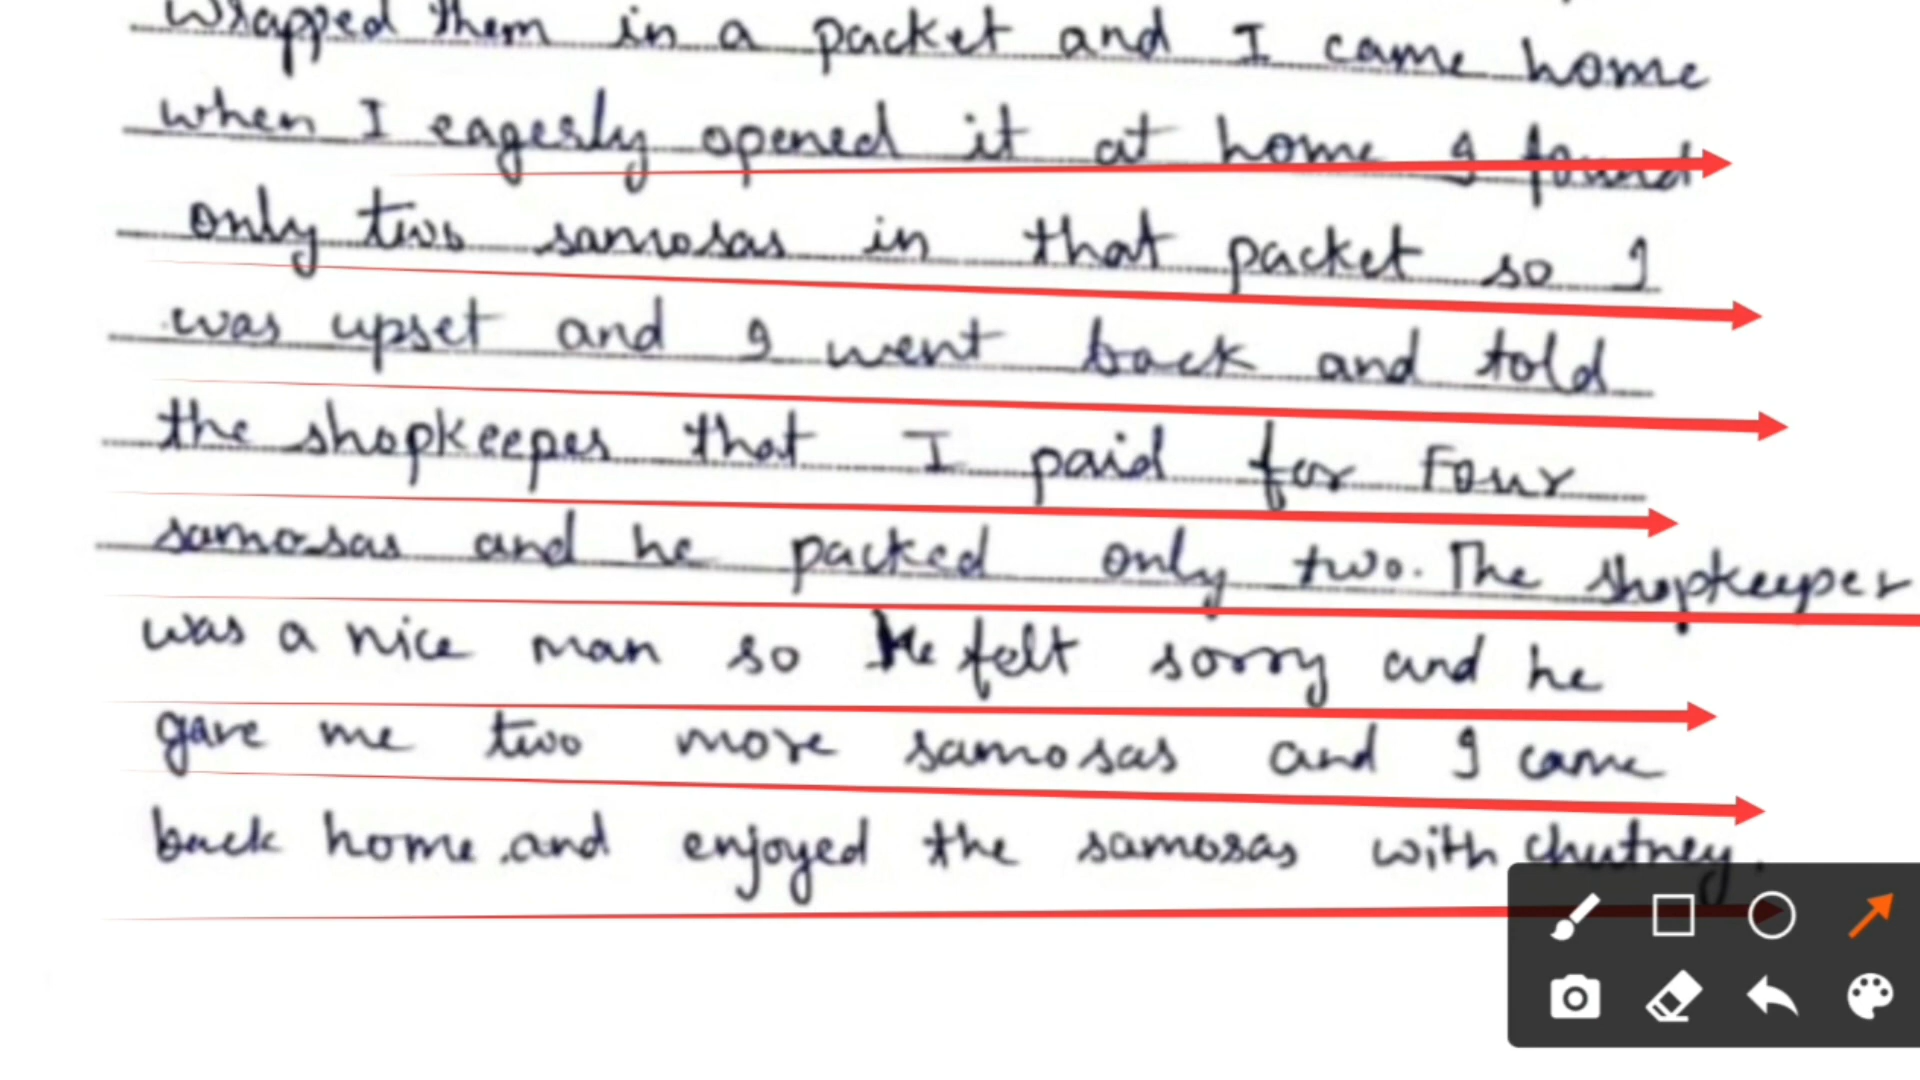 wrapped them in a packet and I came home
when I eagerly opened it at home I found
only two samosas in that packet so I
was upset and I went back and told
the shopkeeper that I paid for Four
samosas and he packed only two. The shopkeeper
was a nice man so he felt sorry and he
gave me two more samosas and I came
back home and enjoyed the samosas with chutney.